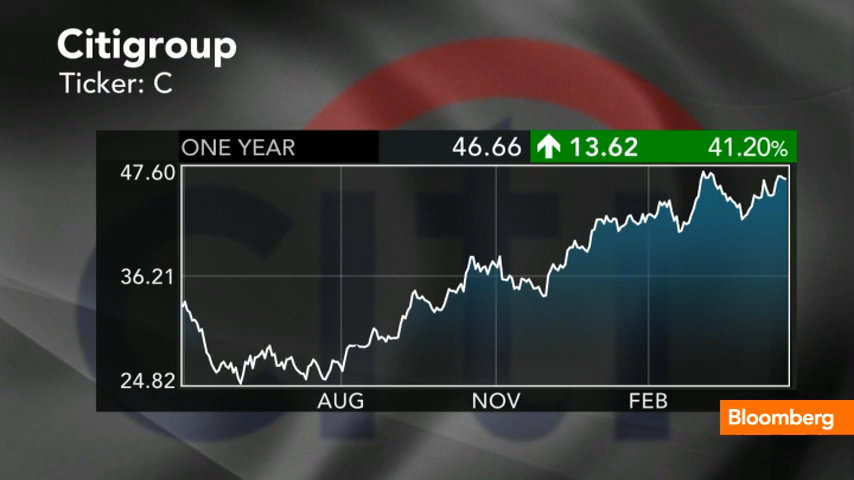 Citigroup
Ticker: C
ONE YEAR 46.66 13.62 41.20%
47.60
36.21
24.82
AUG NOV FEB
Bloomberg
citi